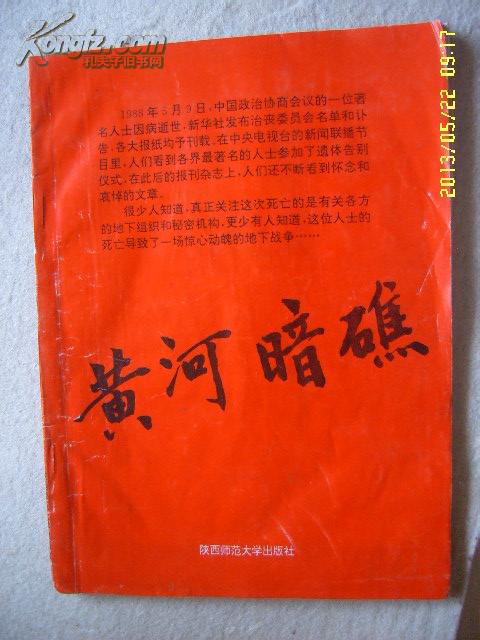 Kongfz.com
孔夫子旧书网
1988年5月9日，中国政治协商会议的一位著
名人士因病逝世，新华社发布治丧委员会名单和讣
告，各大报纸均予刊载。在中央电视台的新闻联播节
目里，人们看到各界最著名的人士参加了遗体告别
仪式，在此后的报刊杂志上，人们还不断看到怀念和
哀悼的文章。
很少人知道，真正关注这次死亡的是有关各方
的地下组织和秘密机构，更少有人知道，这位人士的
死亡导致了一场惊心动魄的地下战争……
黄河暗礁
陕西师范大学出版社
2013/05/22 09:17